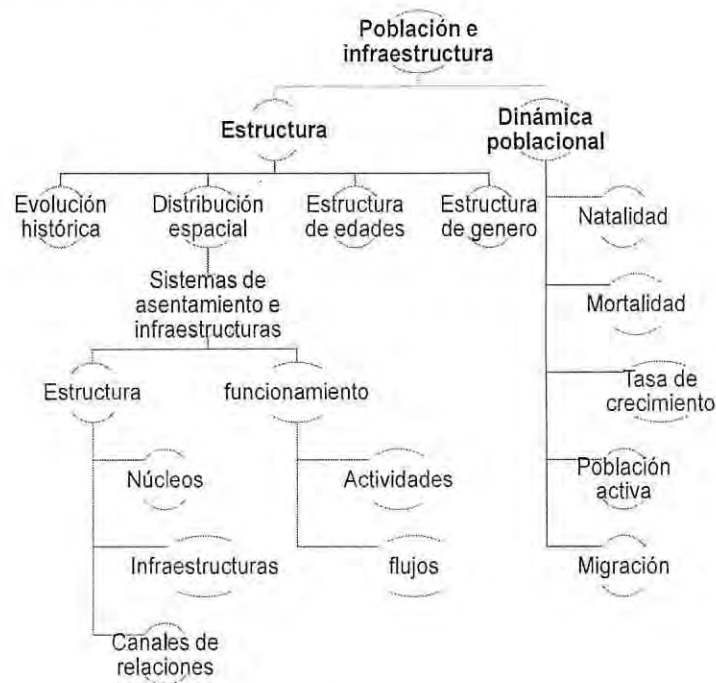 Población e
infraestructura
Estructura
Dinámica
poblacional
Evolución
histórica
Distribución
espacial
Estructura
de edades
Estructura
de genero
Natalidad
Sistemas de
asentamiento e
infraestructuras
Mortalidad
Estructura
funcionamiento
Tasa de
crecimiento
Núcleos
Actividades
Población
activa
Infraestructuras
flujos
Migración
Canales de
relaciones